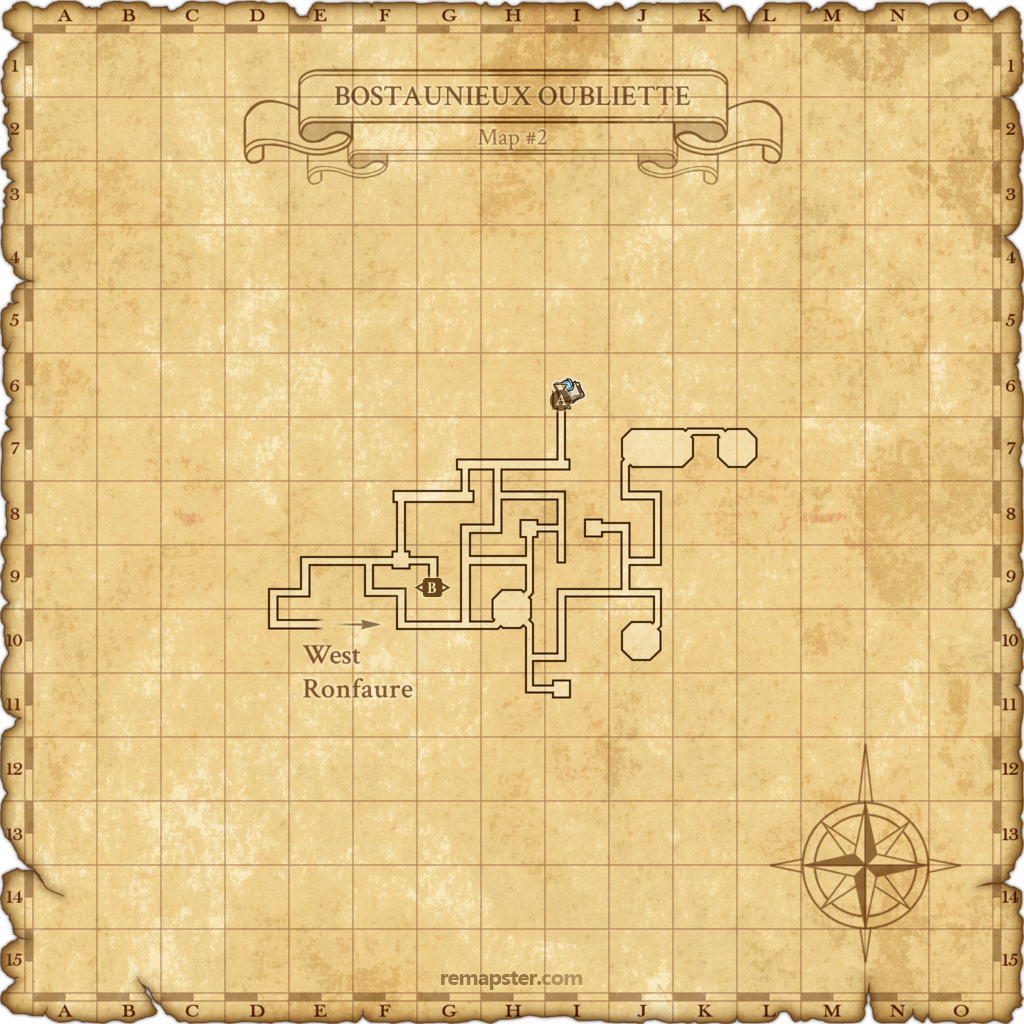 A B C D E F G H I J K L M N O
1 1
BOSTAUNIEUX OUBLIETTE
2 2
Map #2
3 3
4 4
5 5
6 6
A
7 7
8 8
9 9
B
10 10
West
Ronfaure
11 11
12 12
13 13
14 14
15 15
remapster.com
A B C D E F G H I J K L M N O